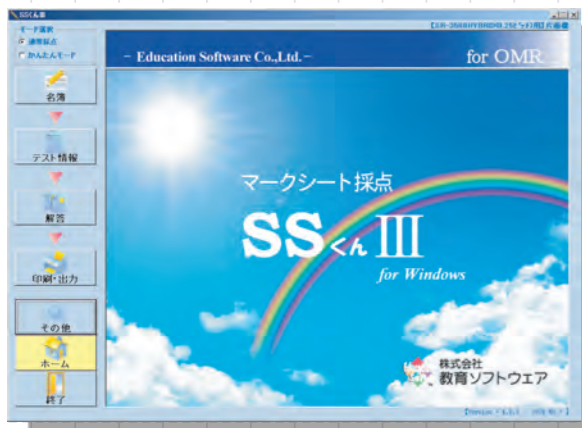 SSくんⅢ
モード選択
通常採点
かんたんモード
名簿
テスト情報
解答
印刷・出力
その他
ホーム
終了
- Education Software Co.,Ltd. -
for OMR
マークシート採点
SSくん III
for Windows
株式会社
教育ソフトウエア